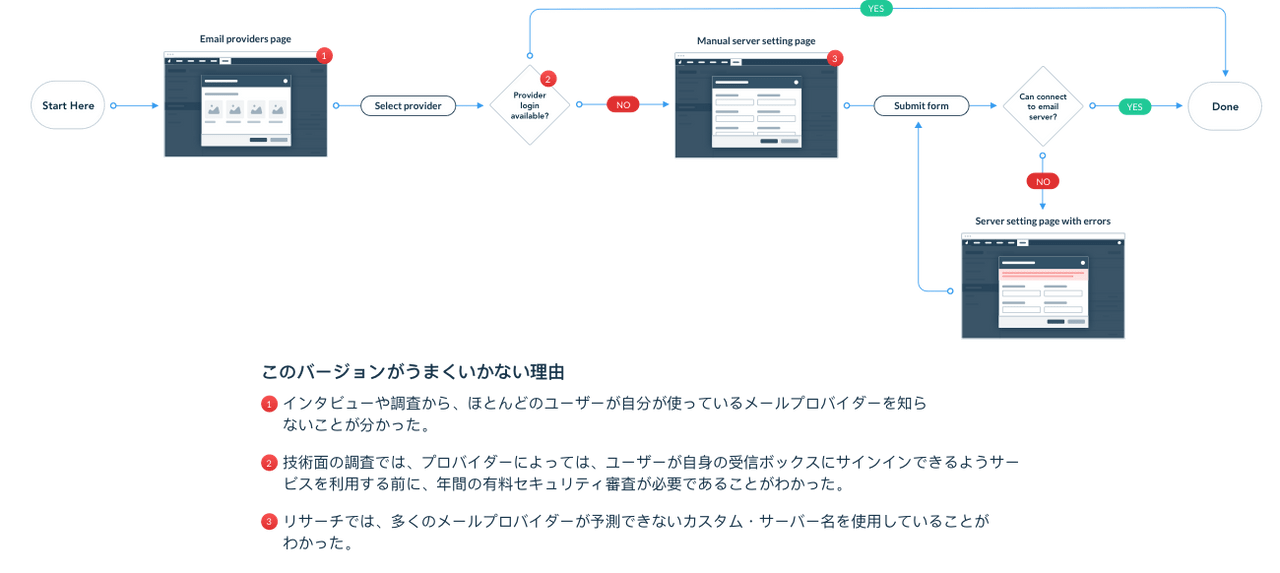 YES
Email providers page
Manual server setting page
1
2
3
Start Here
Select provider
Provider
login
available?
NO
Submit form
Can connect
to email
server?
YES
Done
NO
Server setting page with errors
このバージョンがうまくいかない理由
1 インタビューや調査から、ほとんどのユーザーが自分が使っているメールプロバイダーを知ら
ないことが分かった。
2 技術面の調査では、プロバイダーによっては、ユーザーが自身の受信ボックスにサインインできるようサー
ビスを利用する前に、年間の有料セキュリティ審査が必要であることがわかった。
3 リサーチでは、多くのメールプロバイダーが予測できないカスタム・サーバー名を使用していることが
わかった。